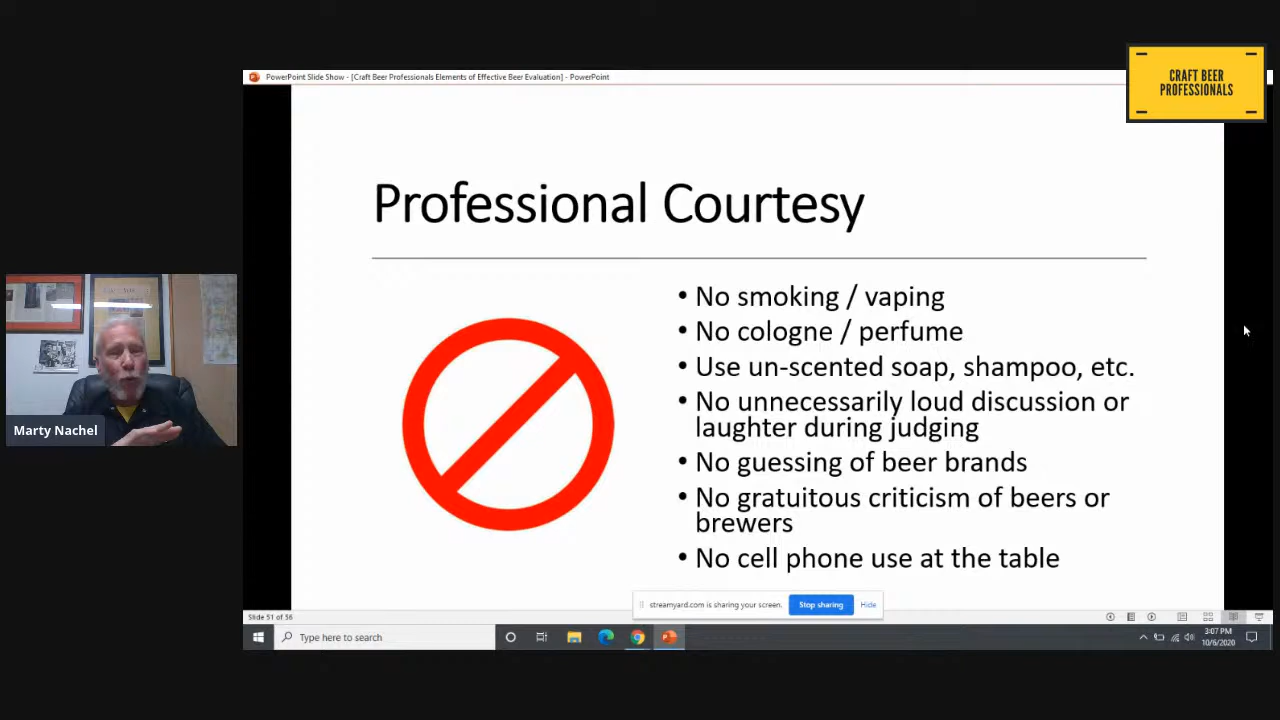 PowerPoint Slide Show - [Craft Beer Professionals Elements of Effective Beer Evaluation] - PowerPoint
CRAFT BEER
PROFESSIONALS
Professional Courtesy
• No smoking / vaping
• No cologne / perfume
• Use un-scented soap, shampoo, etc.
• No unnecessarily loud discussion or
laughter during judging
• No guessing of beer brands
• No gratuitous criticism of beers or
brewers
• No cell phone use at the table
Marty Nachel
streamyard.com is sharing your screen.
Stop sharing
Hide
Slide 51 of 56
Type here to search
3:07 PM
10/6/2020